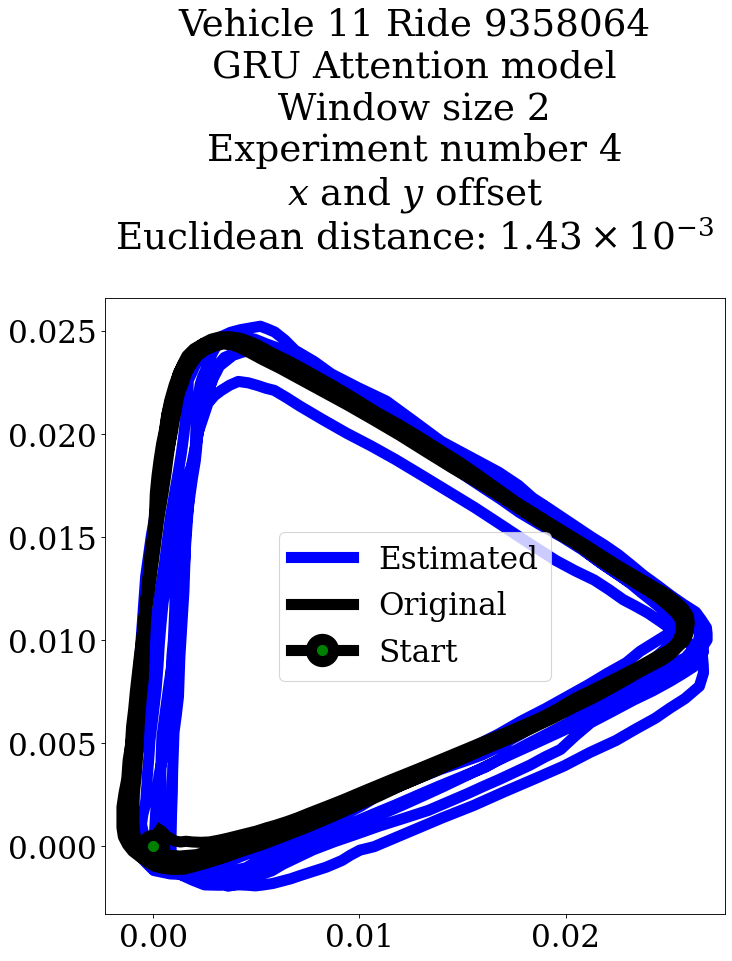 Vehicle 11 Ride 9358064
GRU Attention model
Window size 2
Experiment number 4
x and y offset
Euclidean distance: 1.43 × 10⁻³
0.025
0.020
0.015
0.010
0.005
0.000
Estimated
Original
Start
0.00 0.01 0.02